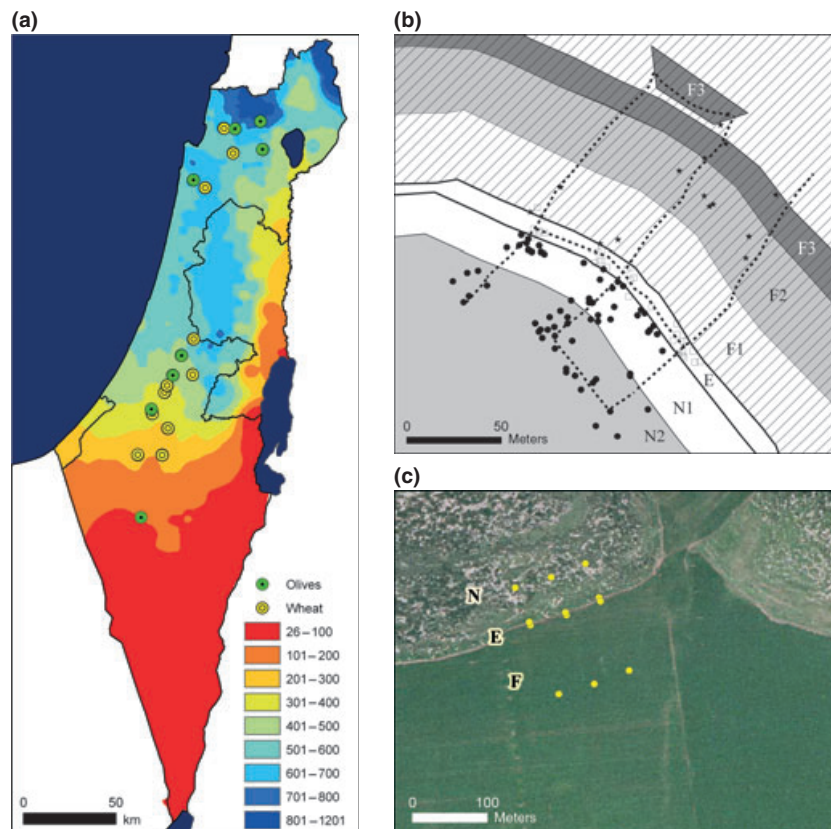 (a)
Olives
Wheat
26–100
101–200
201–300
301–400
401–500
501–600
601–700
701–800
801–1201
0 50
km
(b)
F3
F3
F2
F1
E
N1
N2
0 50
Meters
(c)
N
E
F
0 100
Meters